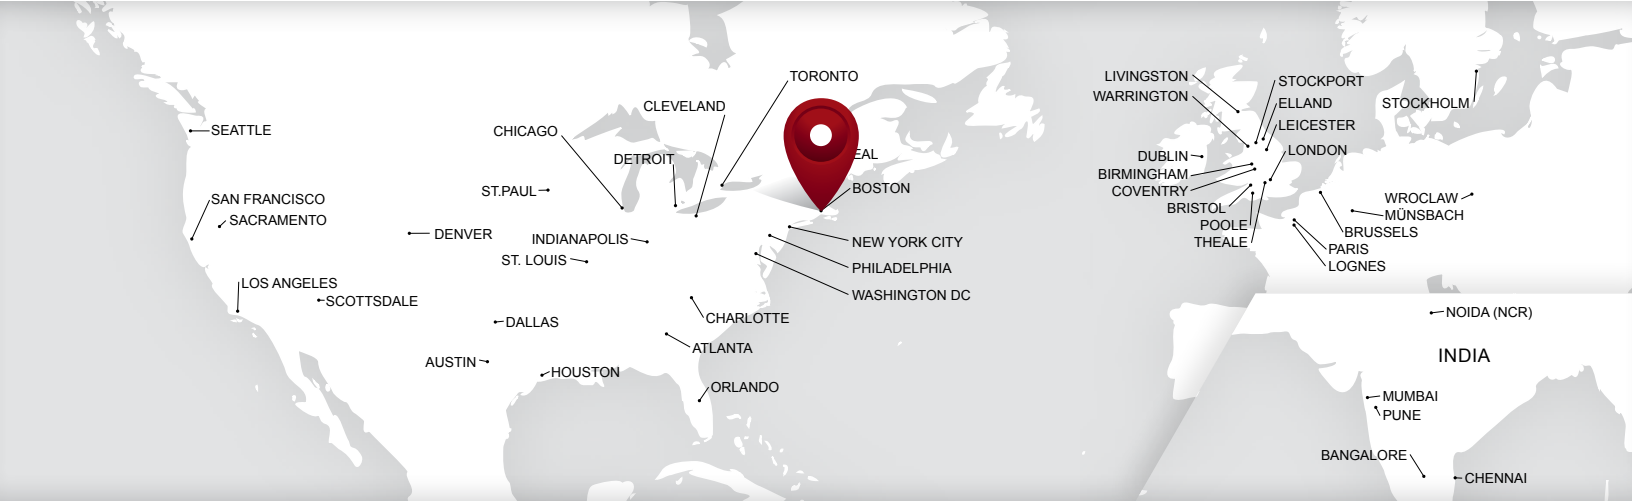 TORONTO
CLEVELAND
CHICAGO
SEATTLE
DETROIT
EAL
ST.PAUL
BOSTON
SAN FRANCISCO
SACRAMENTO
DENVER
INDIANAPOLIS
NEW YORK CITY
ST. LOUIS
PHILADELPHIA
LOS ANGELES
SCOTTSDALE
WASHINGTON DC
DALLAS
CHARLOTTE
ATLANTA
AUSTIN
HOUSTON
ORLANDO
LIVINGSTON
STOCKPORT
WARRINGTON
ELLAND
STOCKHOLM
LEICESTER
DUBLIN
LONDON
BIRMINGHAM
COVENTRY
BRISTOL
POOLE
THEALE
WROCLAW
MÜNSBACH
BRUSSELS
PARIS
LOGNES
NOIDA (NCR)
INDIA
MUMBAI
PUNE
BANGALORE
CHENNAI